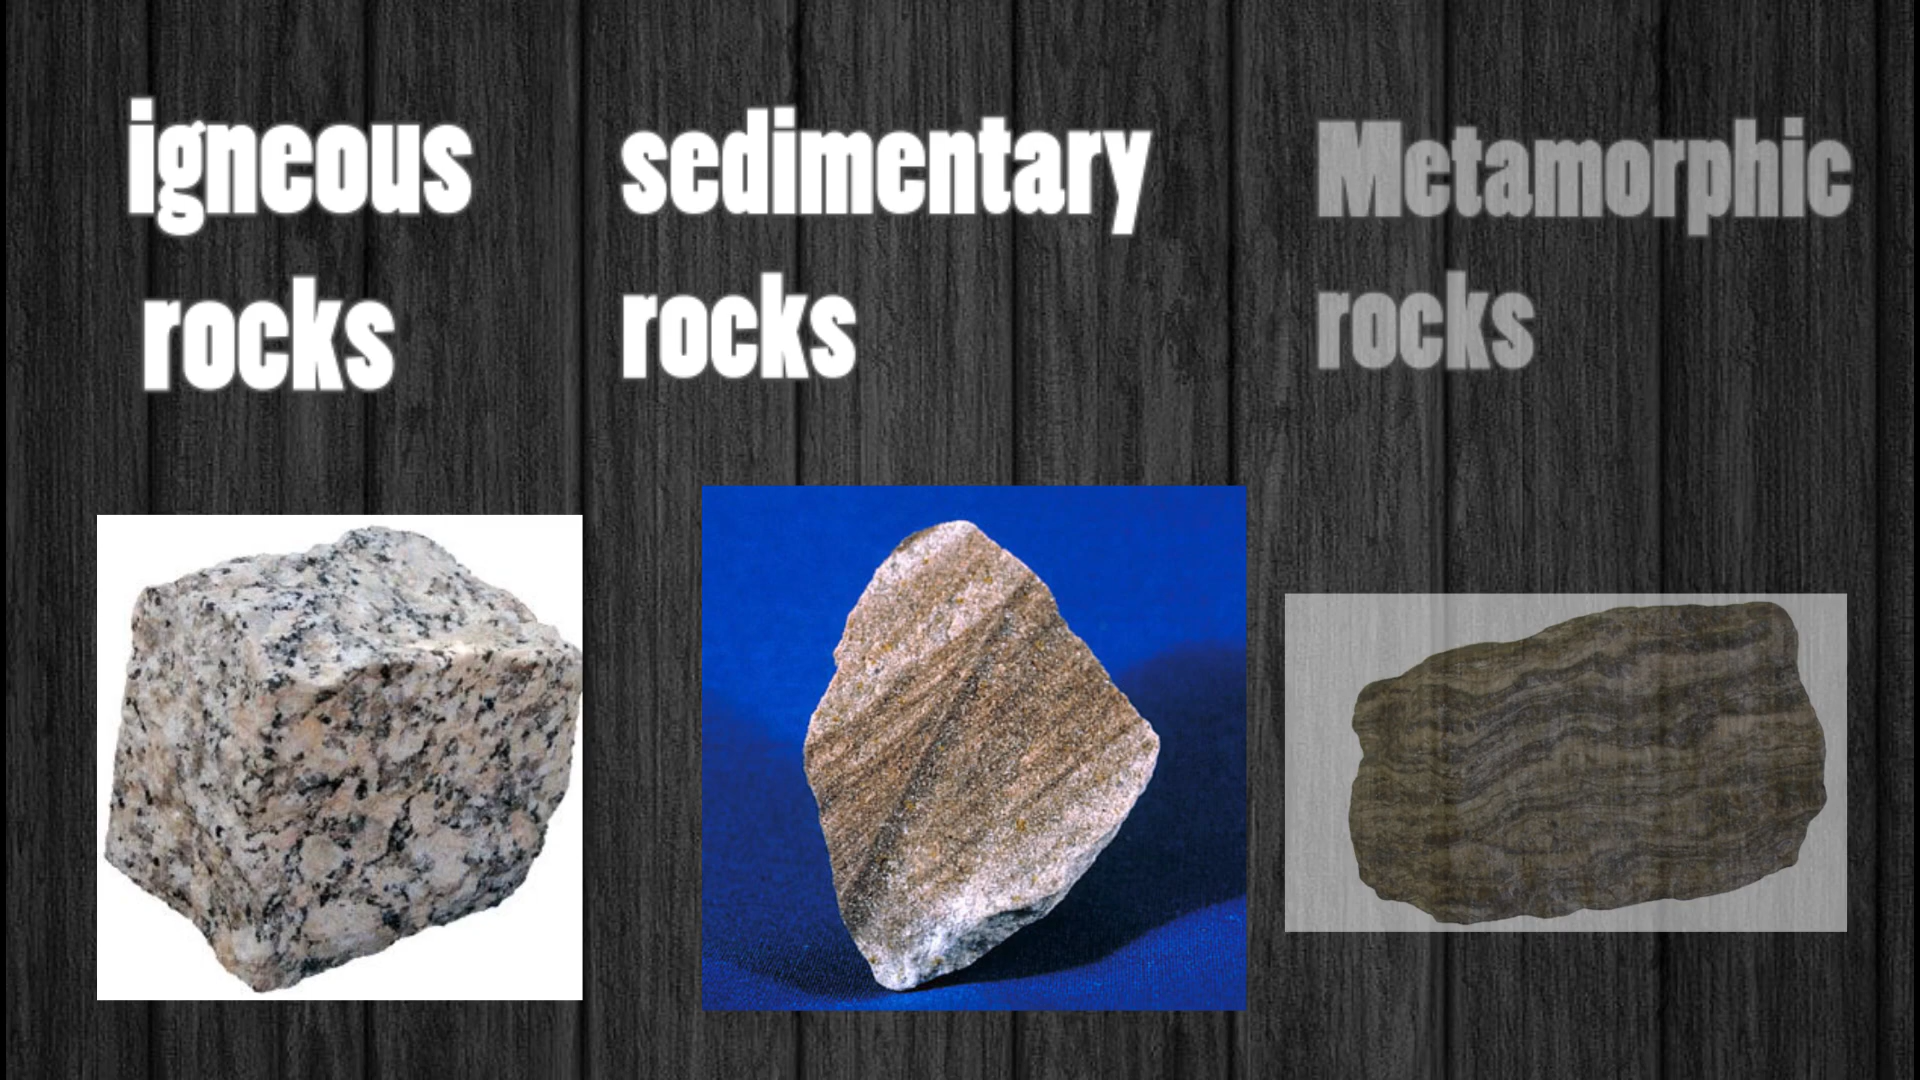 igneous
rocks
sedimentary
rocks
Metamorphic
rocks